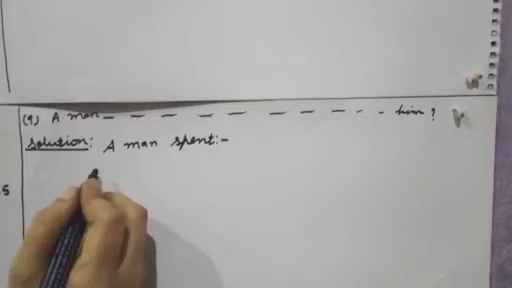 (9) A man – – – – – – – – – – – him ?
Solution: A man spent:-
5